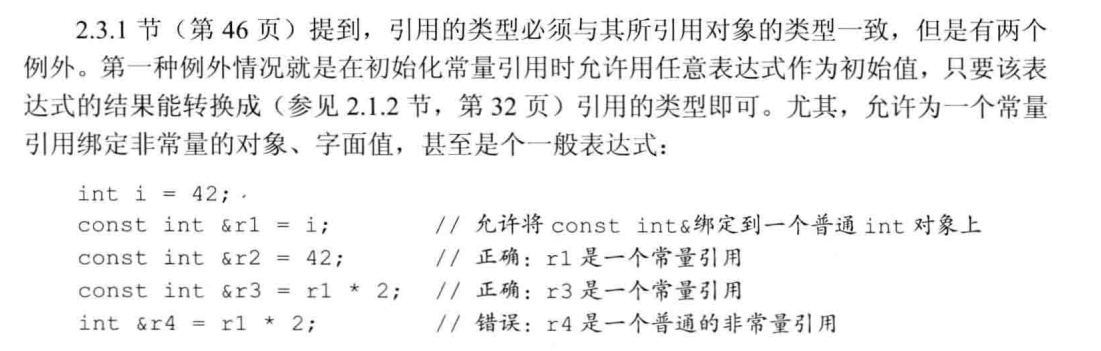 2.3.1 节（第 46 页）提到，引用的类型必须与其所引用对象的类型一致，但是有两个
例外。第一种例外情况就是在初始化常量引用时允许用任意表达式作为初始值，只要该表
达式的结果能转换成（参见 2.1.2 节，第 32 页）引用的类型即可。尤其，允许为一个常量
引用绑定非常量的对象、字面值，甚至是个一般表达式：
int i = 42;
const int &r1 = i; // 允许将 const int&绑定到一个普通 int 对象上
const int &r2 = 42; // 正确：r1 是一个常量引用
const int &r3 = r1 * 2; // 正确：r3 是一个常量引用
int &r4 = r1 * 2; // 错误：r4 是一个普通的非常量引用